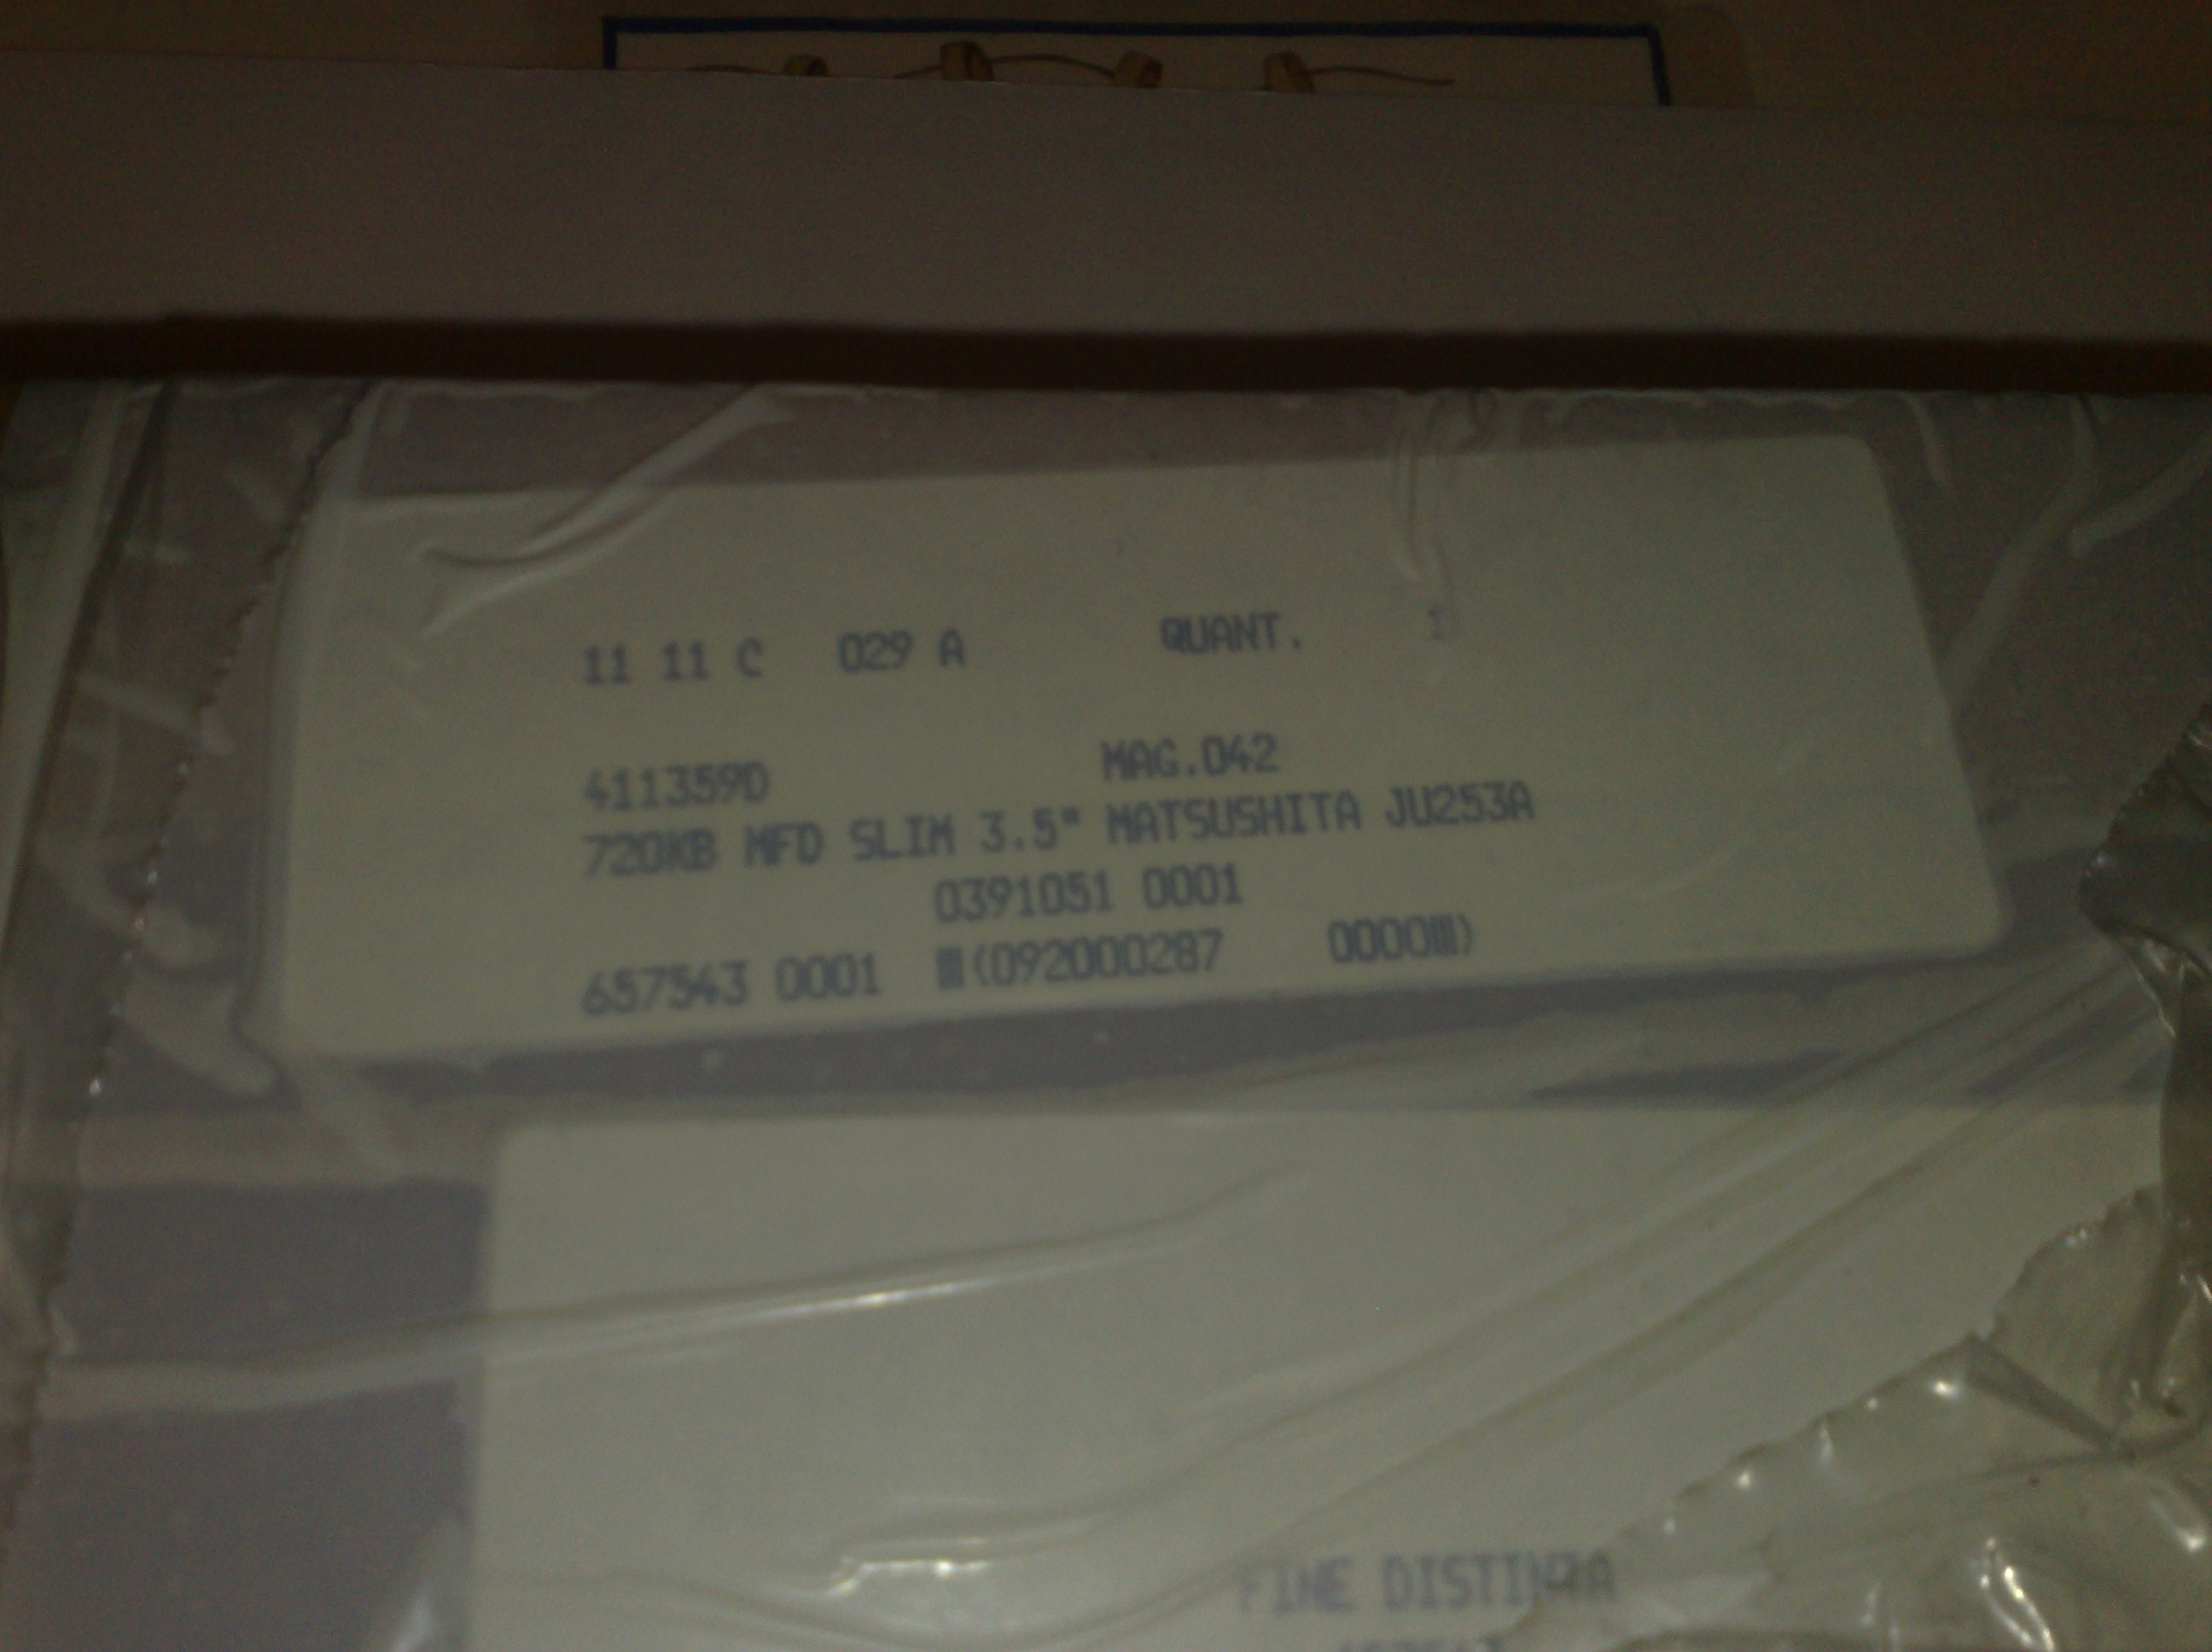 11 11 C 029 A QUANT. 1
411359D MAG.042
720KB MFD SLIM 3.5" MATSUSHITA JU253A
0391051 0001
657543 0001 |||(092000287 0000|||)
FINE DISTINTA